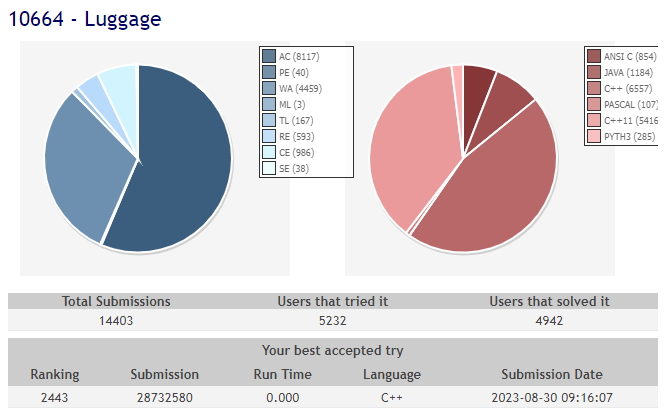 10664 - Luggage
AC (8117)
PE (40)
WA (4459)
ML (3)
TL (167)
RE (593)
CE (986)
SE (38)
ANSI C (854)
JAVA (1184)
C++ (6557)
PASCAL (107)
C++11 (5416
PYTH3 (285)
Total Submissions Users that tried it Users that solved it
14403 5232 4942
Your best accepted try
Ranking Submission Run Time Language Submission Date
2443 28732580 0.000 C++ 2023-08-30 09:16:07